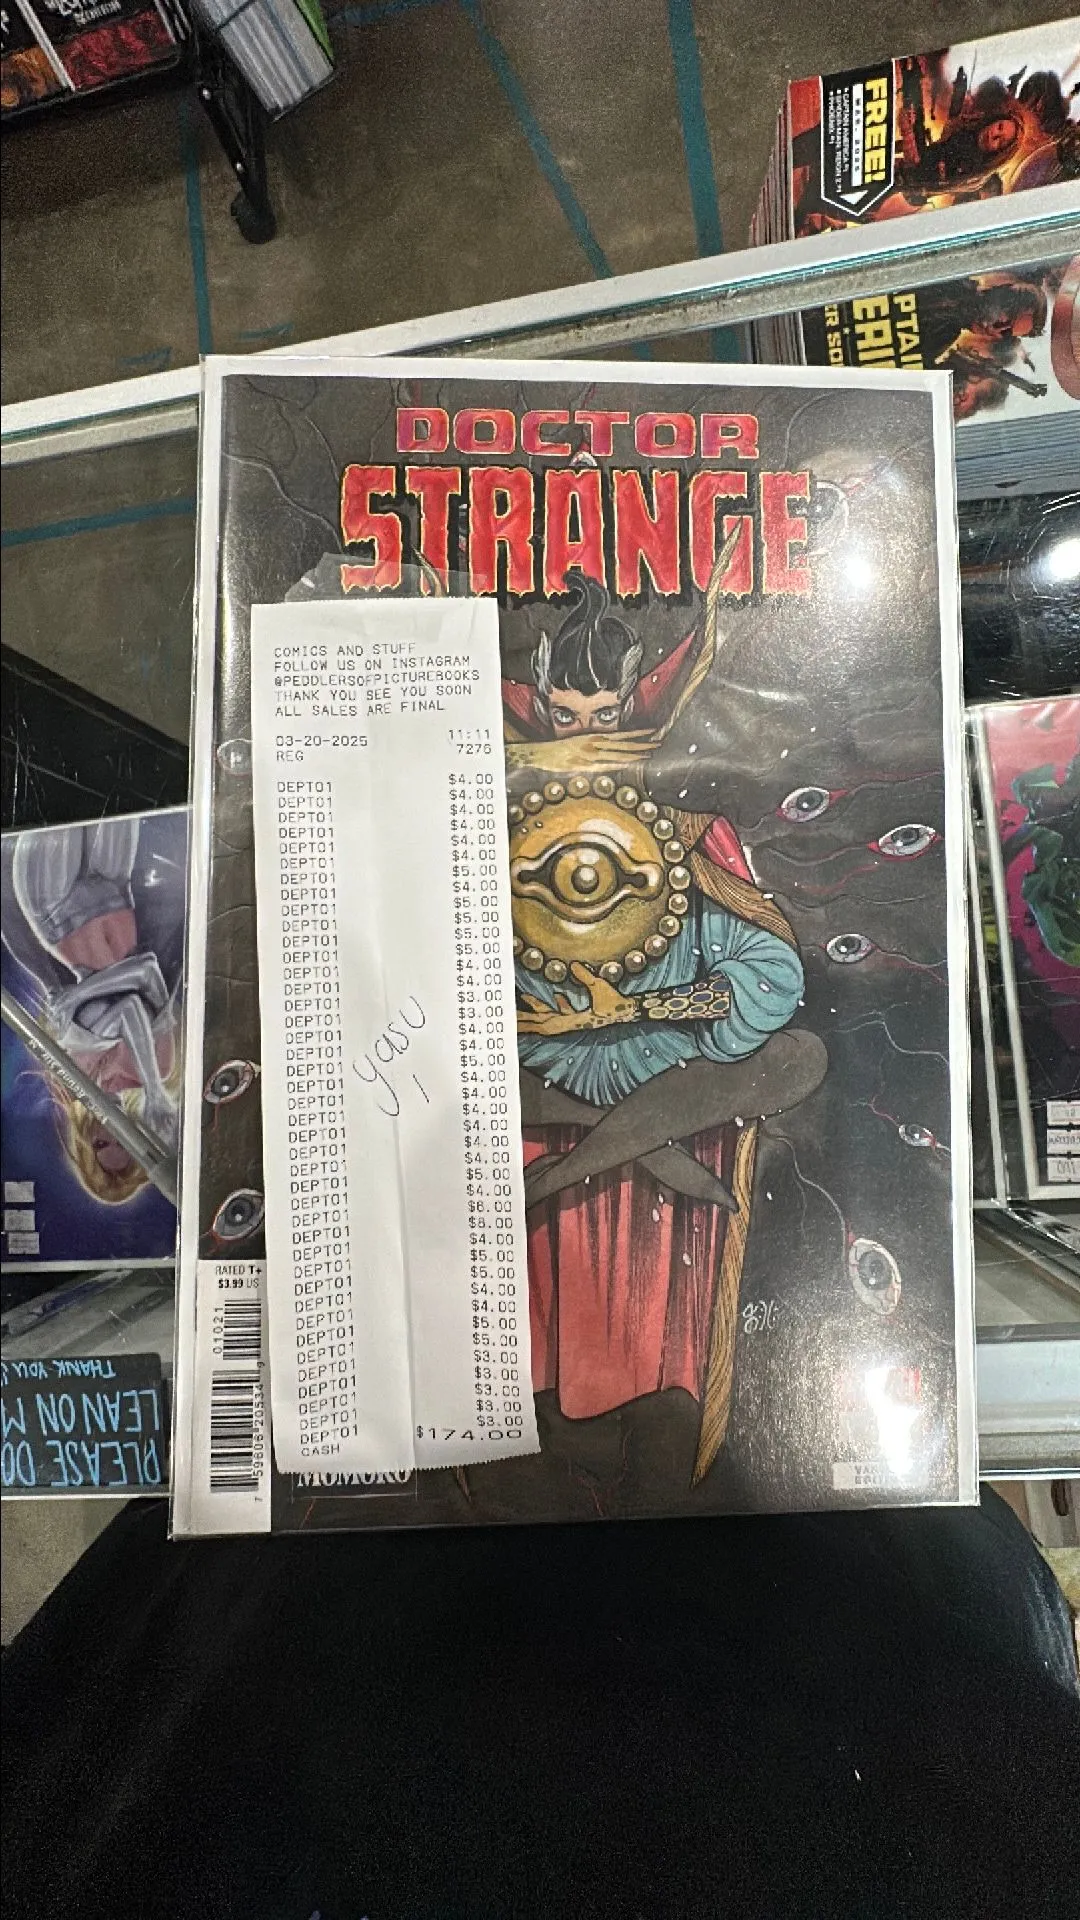 FREE!
MAR. 2025
DOCTOR
STRANGE
COMICS AND STUFF
FOLLOW US ON INSTAGRAM
@PEDDLERSOFPICTUREBOOKS
THANK YOU SEE YOU SOON
ALL SALES ARE FINAL
03-20-2025 11:11
REG 7276
DEPT01 $4.00
DEPT01 $4.00
DEPT01 $4.00
DEPT01 $4.00
DEPT01 $4.00
DEPT01 $4.00
DEPT01 $5.00
DEPT01 $4.00
DEPT01 $5.00
DEPT01 $5.00
DEPT01 $5.00
DEPT01 $5.00
DEPT01 $4.00
DEPT01 $4.00
DEPT01 $3.00
DEPT01 $3.00
DEPT01 $4.00
DEPT01 $4.00
DEPT01 $5.00
DEPT01 $4.00
DEPT01 $4.00
DEPT01 $4.00
DEPT01 $4.00
DEPT01 $4.00
DEPT01 $4.00
DEPT01 $5.00
DEPT01 $4.00
DEPT01 $6.00
DEPT01 $8.00
DEPT01 $4.00
DEPT01 $5.00
DEPT01 $5.00
DEPT01 $4.00
DEPT01 $4.00
DEPT01 $5.00
DEPT01 $5.00
DEPT01 $3.00
DEPT01 $3.00
DEPT01 $3.00
DEPT01 $3.00
DEPT01 $3.00
CASH $174.00
yasu
RATED T+
$3.99 US
01021
MOMOKO
PLEASE DO
LEAN ON M
THANK YOU